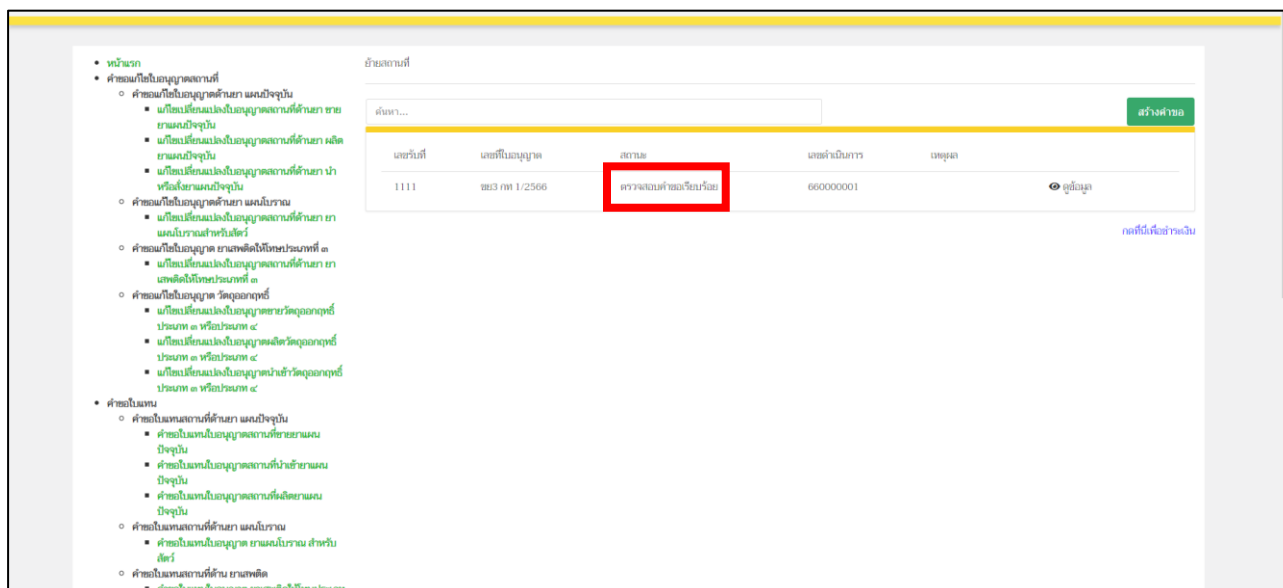 หน้าแรก
คำขอแก้ไขใบอนุญาตสถานที่
คำขอแก้ไขใบอนุญาตด้านยา แผนปัจจุบัน
แก้ไขเปลี่ยนแปลงใบอนุญาตสถานที่ด้านยา ขาย
ยาแผนปัจจุบัน
แก้ไขเปลี่ยนแปลงใบอนุญาตสถานที่ด้านยา ผลิต
ยาแผนปัจจุบัน
แก้ไขเปลี่ยนแปลงใบอนุญาตสถานที่ด้านยา นำ
หรือสั่งยาแผนปัจจุบัน
คำขอแก้ไขใบอนุญาตด้านยา แผนโบราณ
แก้ไขเปลี่ยนแปลงใบอนุญาตสถานที่ด้านยา ยา
แผนโบราณสำหรับสัตว์
คำขอแก้ไขใบอนุญาต ยาเสพติดให้โทษประเภทที่ ๓
แก้ไขเปลี่ยนแปลงใบอนุญาตสถานที่ด้านยา ยา
เสพติดให้โทษประเภทที่ ๓
คำขอแก้ไขใบอนุญาต วัตถุออกฤทธิ์
แก้ไขเปลี่ยนแปลงใบอนุญาตขายวัตถุออกฤทธิ์
ประเภท ๓ หรือประเภท ๔
แก้ไขเปลี่ยนแปลงใบอนุญาตผลิตวัตถุออกฤทธิ์
ประเภท ๓ หรือประเภท ๔
แก้ไขเปลี่ยนแปลงใบอนุญาตนำเข้าวัตถุออกฤทธิ์
ประเภท ๓ หรือประเภท ๔
คำขอใบแทน
คำขอใบแทนสถานที่ด้านยา แผนปัจจุบัน
คำขอใบแทนใบอนุญาตสถานที่ขายยาแผน
ปัจจุบัน
คำขอใบแทนใบอนุญาตสถานที่นำเข้ายาแผน
ปัจจุบัน
คำขอใบแทนใบอนุญาตสถานที่ผลิตยาแผน
ปัจจุบัน
คำขอใบแทนสถานที่ด้านยา แผนโบราณ
คำขอใบแทนใบอนุญาต ยาแผนโบราณ สำหรับ
สัตว์
คำขอใบแทนสถานที่ด้าน ยาเสพติด
ย้ายสถานที่
ค้นหา... สร้างคำขอ
เลขรับที่ เลขที่ใบอนุญาต สถานะ เลขดำเนินการ เหตุผล
1111 ขย3 กท 1/2566 ตรวจสอบคำขอเรียบร้อย 660000001 ดูข้อมูล
กดที่นี่เพื่อชำระเงิน